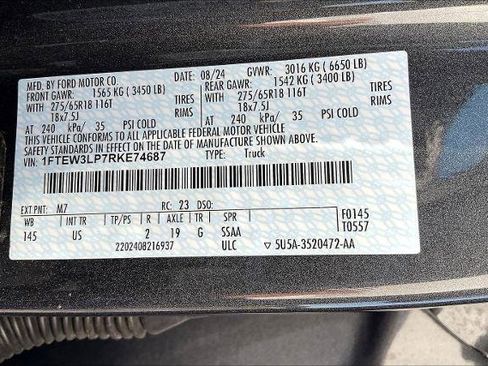 MFD. BY FORD MOTOR CO.
08/24 GVWR: 3016 KG ( 6650 LB)
FRONT GAWR: 1565 KG ( 3450 LB) REAR GAWR: 1542 KG ( 3400 LB)
275/65R18 116T TIRES 275/65R18 116T TIRES
18x7.5J RIMS 18x7.5J RIMS
AT 240 kPa/ 35 PSI COLD AT 240 kPa/ 35 PSI COLD
THIS VEHICLE CONFORMS TO ALL APPLICABLE FEDERAL MOTOR VEHICLE
SAFETY STANDARDS IN EFFECT ON THE DATE OF MANUFACTURE SHOWN ABOVE.
VIN: 1FTEW3LP7RKE74687 TYPE: Truck
EXT PNT: M7 RC: 23 DSO: F0145
WB INT TR TP/PS R AXLE TR SPR T0557
145 US 2 19 G SSAA
2202408216937 ULC 5U5A-3520472-AA